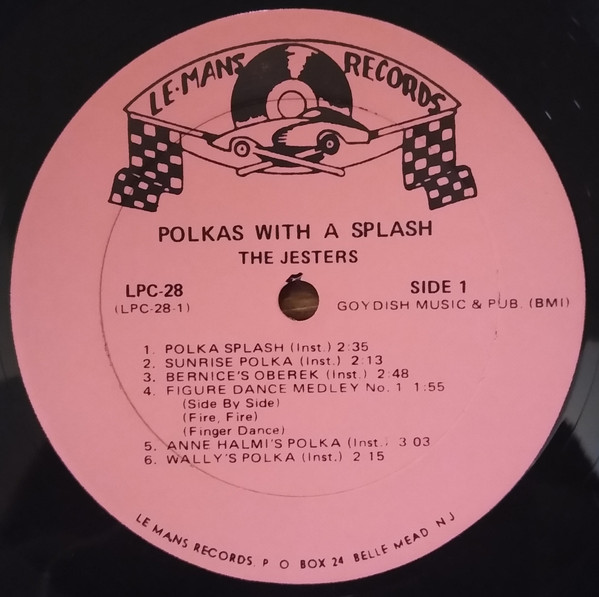 LE·MANS RECORDS
POLKAS WITH A SPLASH
THE JESTERS
LPC-28 SIDE 1
(LPC-28-1) GOYDISH MUSIC & PUB. (BMI)
1. POLKA SPLASH (Inst.) 2:35
2. SUNRISE POLKA (Inst.) 2:13
3. BERNICE'S OBEREK (Inst.) 2:48
4. FIGURE DANCE MEDLEY No. 1 1:55
(Side By Side)
(Fire, Fire)
(Finger Dance)
5. ANNE HALMI'S POLKA (Inst.: 3 03
6. WALLY'S POLKA (Inst.) 2 15
LE MANS RECORDS, P O BOX 24 BELLE MEAD N J